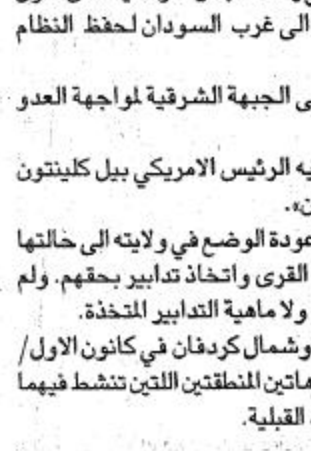 الى غرب السودان لحفظ النظام
الجبهة الشرقية لمواجهة العدو
الرئيس الامريكي بيل كلينتون
عودة الوضع في ولايته الى حالتها
القرى واتخاذ تدابير بحقهم. ولم
ولا ماهية التدابير المتخذة.
وشمال كردفان في كانون الاول/
هاتين المنطقتين اللتين تنشط فيهما
القبلية.